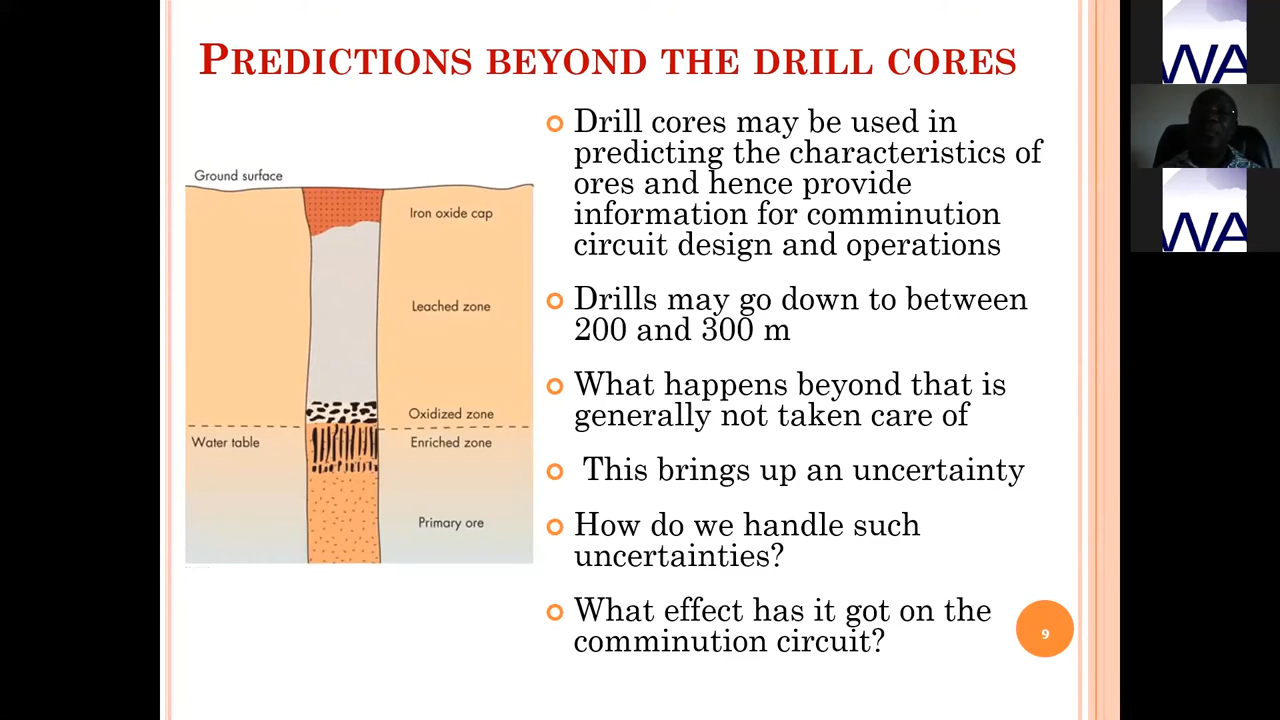 PREDICTIONS BEYOND THE DRILL CORES
Drill cores may be used in
predicting the characteristics of
ores and hence provide
information for comminution
circuit design and operations
Drills may go down to between
200 and 300 m
What happens beyond that is
generally not taken care of
This brings up an uncertainty
How do we handle such
uncertainties?
What effect has it got on the
comminution circuit?
Ground surface
Iron oxide cap
Leached zone
Oxidized zone
Water table
Enriched zone
Primary ore
9
WA
WA